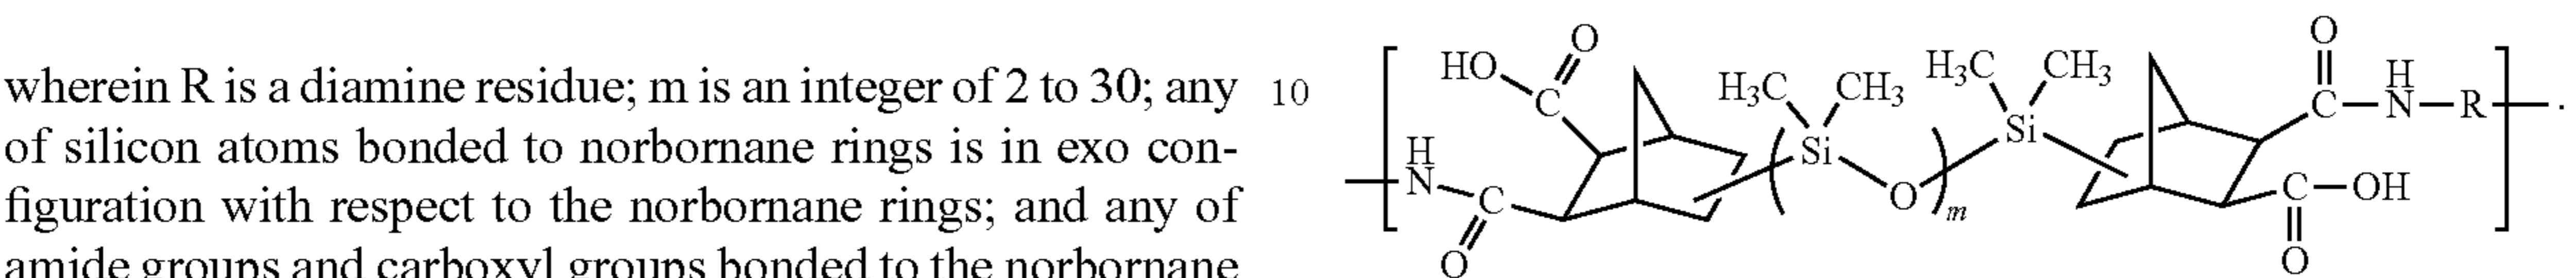 wherein R is a diamine residue; m is an integer of 2 to 30; any
of silicon atoms bonded to norbornane rings is in exo con-
figuration with respect to the norbornane rings; and any of
amide groups and carboxyl groups bonded to the norbornane
10
O
HO
C
H
N
C
O
H3C
CH3
Si
O
m
H3C
CH3
Si
O
C
H
N
R
C
OH
O
.